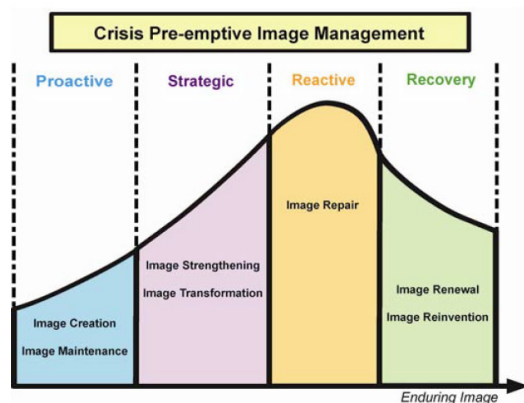 Crisis Pre-emptive Image Management
Proactive
Strategic
Reactive
Recovery
Image Creation
Image Maintenance
Image Strengthening
Image Transformation
Image Repair
Image Renewal
Image Reinvention
Enduring Image